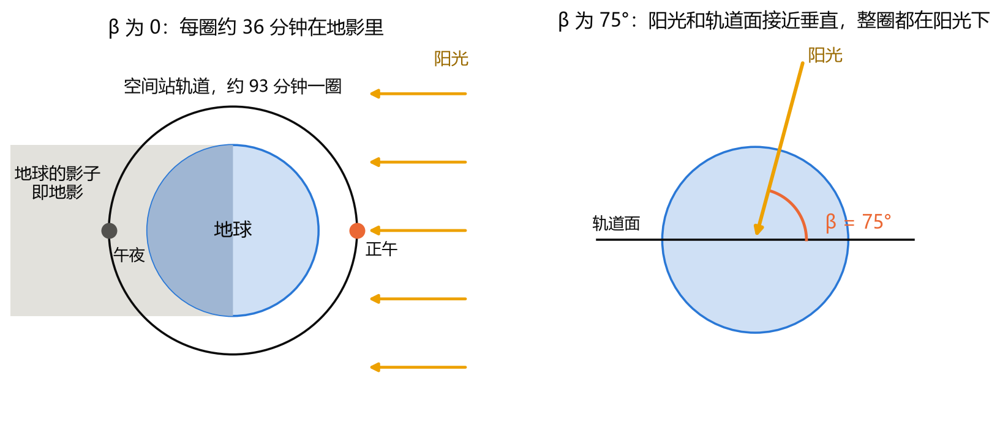 β 为 0：每圈约 36 分钟在地影里
阳光
空间站轨道，约 93 分钟一圈
地球的影子
即地影
地球
午夜
正午
β 为 75°：阳光和轨道面接近垂直，整圈都在阳光下
阳光
轨道面
β = 75°